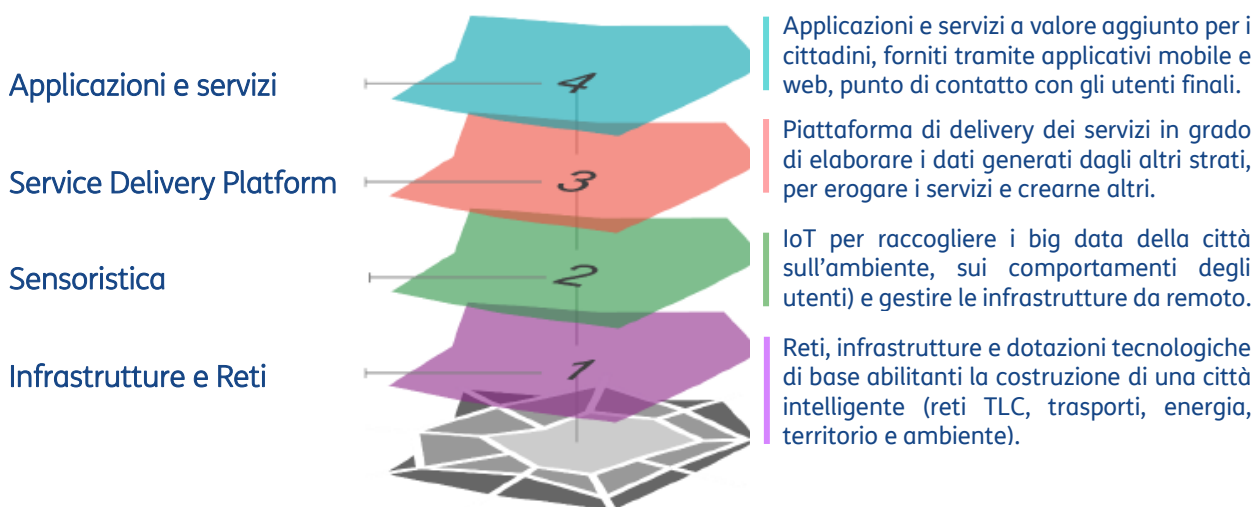 Applicazioni e servizi
4
Applicazioni e servizi a valore aggiunto per i
cittadini, forniti tramite applicativi mobile e
web, punto di contatto con gli utenti finali.
Service Delivery Platform
3
Piattaforma di delivery dei servizi in grado
di elaborare i dati generati dagli altri strati,
per erogare i servizi e crearne altri.
Sensoristica
2
IoT per raccogliere i big data della città
sull'ambiente, sui comportamenti degli
utenti) e gestire le infrastrutture da remoto.
Infrastrutture e Reti
1
Reti, infrastrutture e dotazioni tecnologiche
di base abilitanti la costruzione di una città
intelligente (reti TLC, trasporti, energia,
territorio e ambiente).